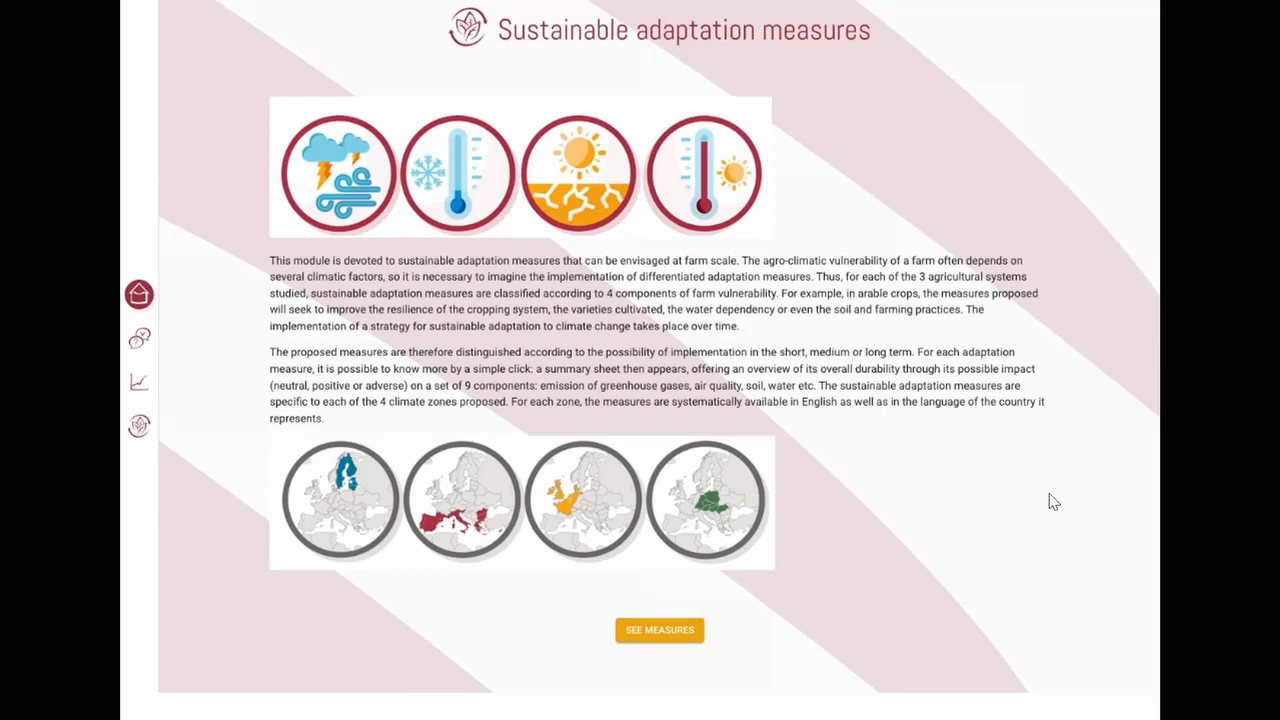 Sustainable adaptation measures
This module is devoted to sustainable adaptation measures that can be envisaged at farm scale. The agro-climatic vulnerability of a farm often depends on
several climatic factors, so it is necessary to imagine the implementation of differentiated adaptation measures. Thus, for each of the 3 agricultural systems
studied, sustainable adaptation measures are classified according to 4 components of farm vulnerability. For example, in arable crops, the measures proposed
will seek to improve the resilience of the cropping system, the varieties cultivated, the water dependency or even the soil and farming practices. The
implementation of a strategy for sustainable adaptation to climate change takes place over time.
The proposed measures are therefore distinguished according to the possibility of implementation in the short, medium or long term. For each adaptation
measure, it is possible to know more by a simple click: a summary sheet then appears, offering an overview of its overall durability through its possible impact
(neutral, positive or adverse) on a set of 9 components: emission of greenhouse gases, air quality, soil, water etc. The sustainable adaptation measures are
specific to each of the 4 climate zones proposed. For each zone, the measures are systematically available in English as well as in the language of the country it
represents.
SEE MEASURES